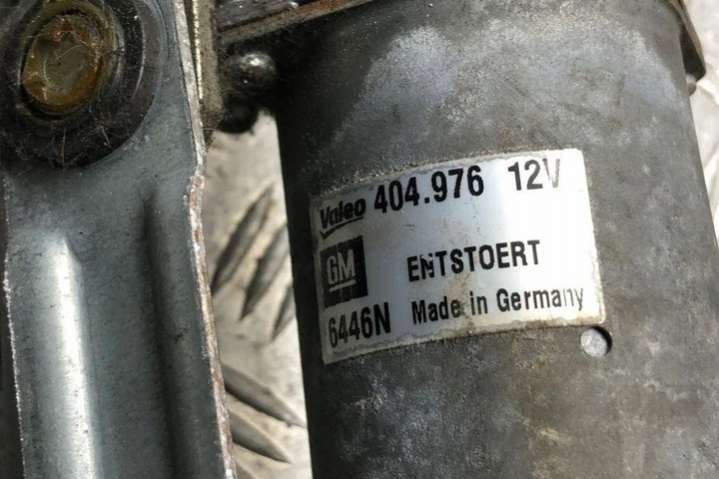 Valeo 404.976 12V
GM ENTSTOERT
6446N Made in Germany